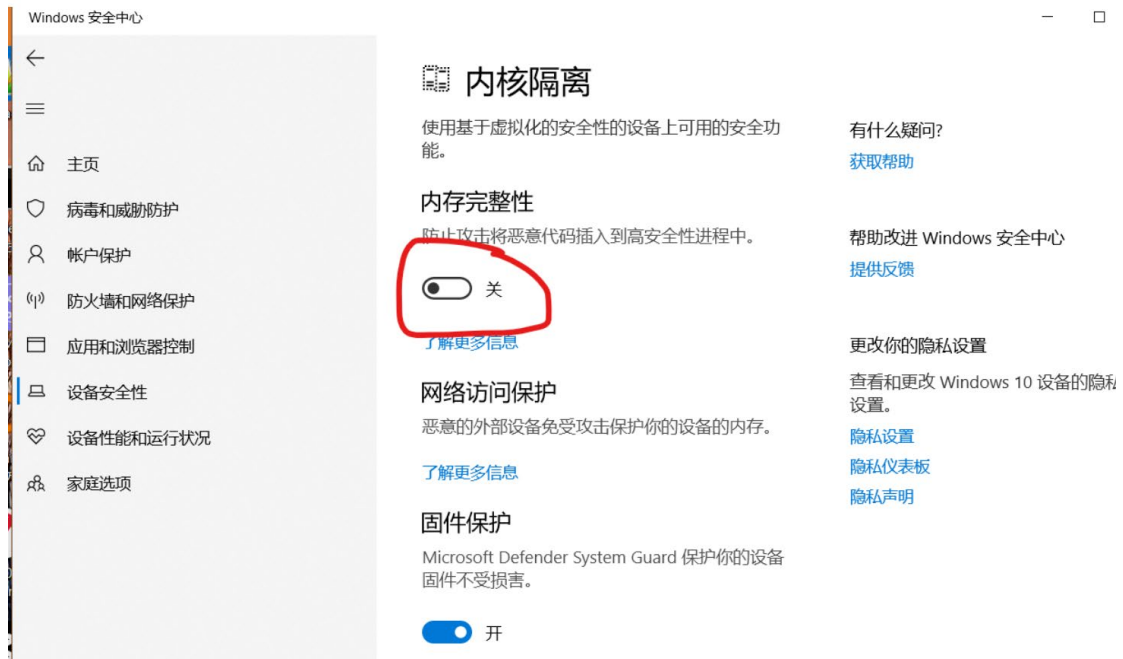 Windows 安全中心
主页
病毒和威胁防护
帐户保护
防火墙和网络保护
应用和浏览器控制
设备安全性
设备性能和运行状况
家庭选项
内核隔离
使用基于虚拟化的安全性的设备上可用的安全功
能。
内存完整性
防止攻击将恶意代码插入到高安全性进程中。
关
了解更多信息
网络访问保护
恶意的外部设备免受攻击保护你的设备的内存。
了解更多信息
固件保护
Microsoft Defender System Guard 保护你的设备
固件不受损害。
开
有什么疑问?
获取帮助
帮助改进 Windows 安全中心
提供反馈
更改你的隐私设置
查看和更改 Windows 10 设备的隐私
设置。
隐私设置
隐私仪表板
隐私声明